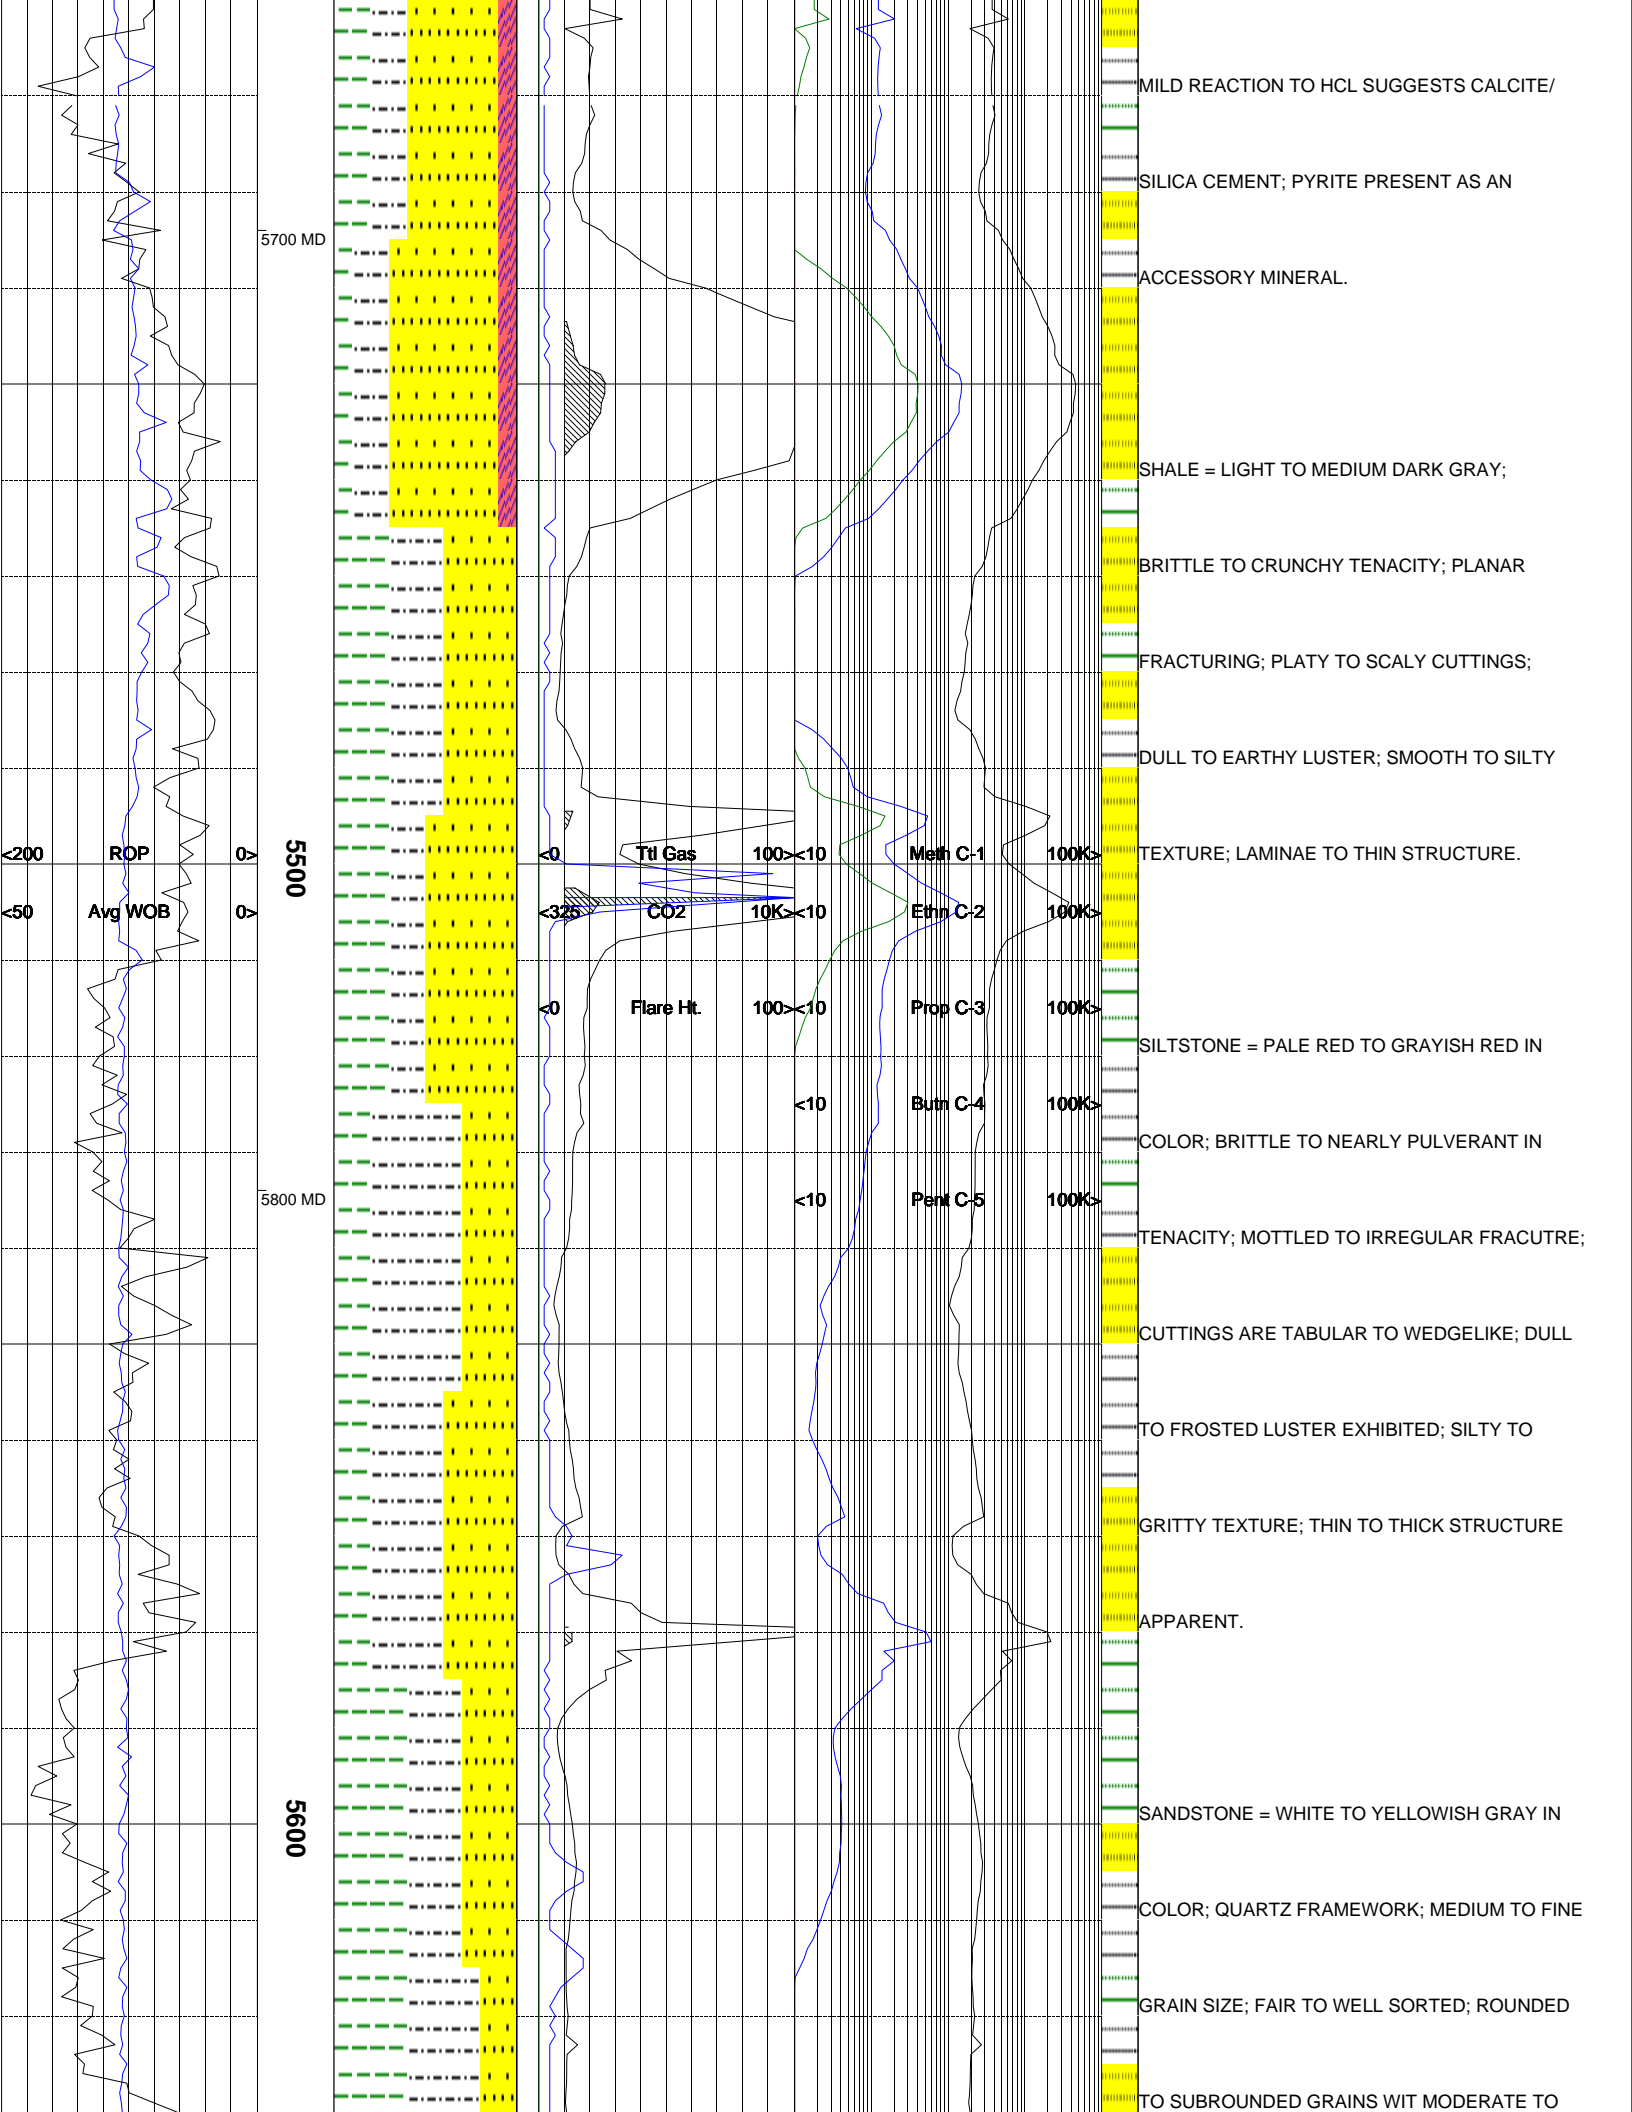 MILD REACTION TO HCL SUGGESTS CALCITE/
SILICA CEMENT; PYRITE PRESENT AS AN
5700 MD
ACCESSORY MINERAL.
SHALE = LIGHT TO MEDIUM DARK GRAY;
BRITTLE TO CRUNCHY TENACITY; PLANAR
FRACTURING; PLATY TO SCALY CUTTINGS;
DULL TO EARTHY LUSTER; SMOOTH TO SILTY
<200 ROP 0> 5500 <0 Ttl Gas 100> <10 Meth C-1 100K> TEXTURE; LAMINAE TO THIN STRUCTURE.
<50 Avg WOB 0> <325 CO2 10K> <10 Ethn C-2 100K>
<0 Flare Ht. 100> <10 Prop C-3 100K>
SILTSTONE = PALE RED TO GRAYISH RED IN
<10 Butn C-4 100K>
COLOR; BRITTLE TO NEARLY PULVERANT IN
5800 MD <10 Pent C-5 100K>
TENACITY; MOTTLED TO IRREGULAR FRACUTRE;
CUTTINGS ARE TABULAR TO WEDGELIKE; DULL
TO FROSTED LUSTER EXHIBITED; SILTY TO
GRITTY TEXTURE; THIN TO THICK STRUCTURE
APPARENT.
5600 SANDSTONE = WHITE TO YELLOWISH GRAY IN
COLOR; QUARTZ FRAMEWORK; MEDIUM TO FINE
GRAIN SIZE; FAIR TO WELL SORTED; ROUNDED
TO SUBROUNDED GRAINS WIT MODERATE TO